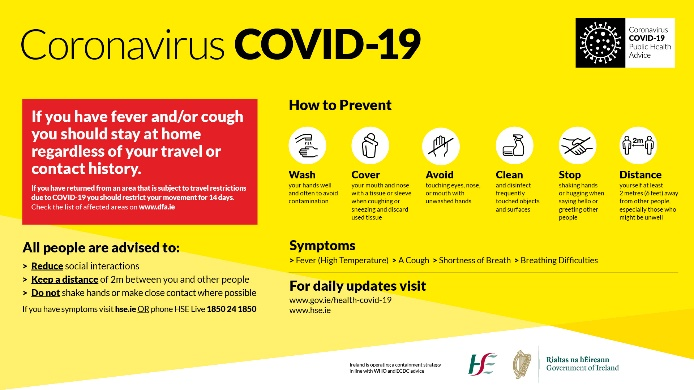 Coronavirus COVID-19
Coronavirus
COVID-19
Public Health
Advice
If you have fever and/or cough
you should stay at home
regardless of your travel or
contact history.
If you have returned from an area that is subject to travel restrictions
due to COVID-19 you should restrict your movement for 14 days.
Check the list of affected areas on www.dfa.ie
All people are advised to:
> Reduce social interactions
> Keep a distance of 2m between you and other people
> Do not shake hands or make close contact where possible
If you have symptoms visit hse.ie OR phone HSE Live 1850 24 1850
How to Prevent
Wash
your hands well
and often to avoid
contamination
Cover
your mouth and nose
with a tissue or sleeve
when coughing or
sneezing and discard
used tissue
Avoid
touching eyes, nose,
or mouth with
unwashed hands
Clean
and disinfect
frequently
touched objects
and surfaces
Stop
shaking hands
or hugging when
saying hello or
greeting other
people
2m
Distance
yourself at least
2 metres (6 feet) away
from other people,
especially those who
might be unwell
Symptoms
> Fever (High Temperature) > A Cough > Shortness of Breath > Breathing Difficulties
For daily updates visit
www.gov.ie/health-covid-19
www.hse.ie
Ireland is operating a containment strategy
in line with WHO and ECDC advice
Rialtas na hÉireann
Government of Ireland